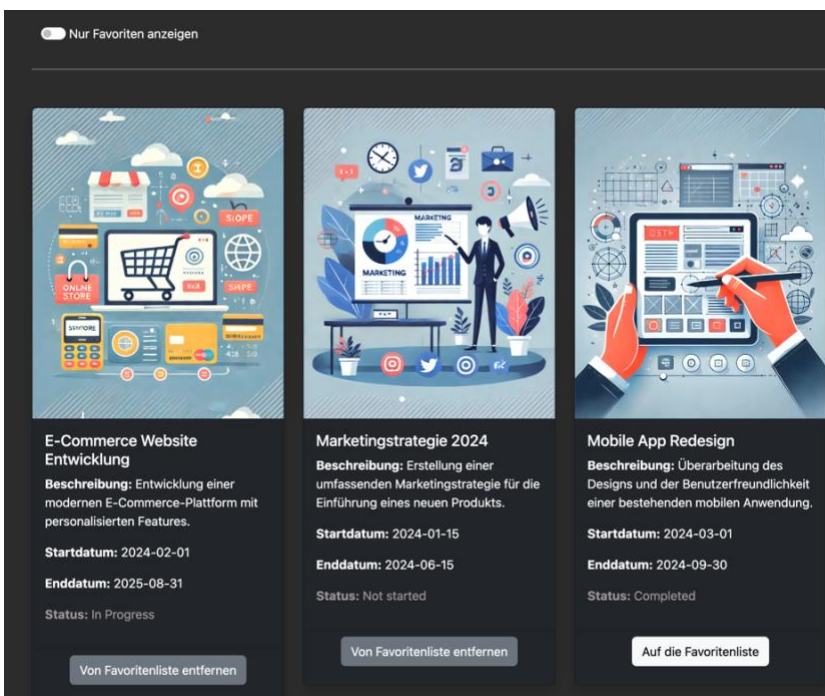 Nur Favoriten anzeigen
SIOPE
ONLINE
STORE
E-Commerce Website
Entwicklung
Beschreibung: Entwicklung einer
modernen E-Commerce-Plattform mit
personalisierten Features.
Startdatum: 2024-02-01
Enddatum: 2025-08-31
Status: In Progress
Von Favoritenliste entfernen
MARKETING
MARKETING
Marketingstrategie 2024
Beschreibung: Erstellung einer
umfassenden Marketingstrategie für die
Einführung eines neuen Produkts.
Startdatum: 2024-01-15
Enddatum: 2024-06-15
Status: Not started
Von Favoritenliste entfernen
Mobile App Redesign
Beschreibung: Überarbeitung des
Designs und der Benutzerfreundlichkeit
einer bestehenden mobilen Anwendung.
Startdatum: 2024-03-01
Enddatum: 2024-09-30
Status: Completed
Auf die Favoritenliste